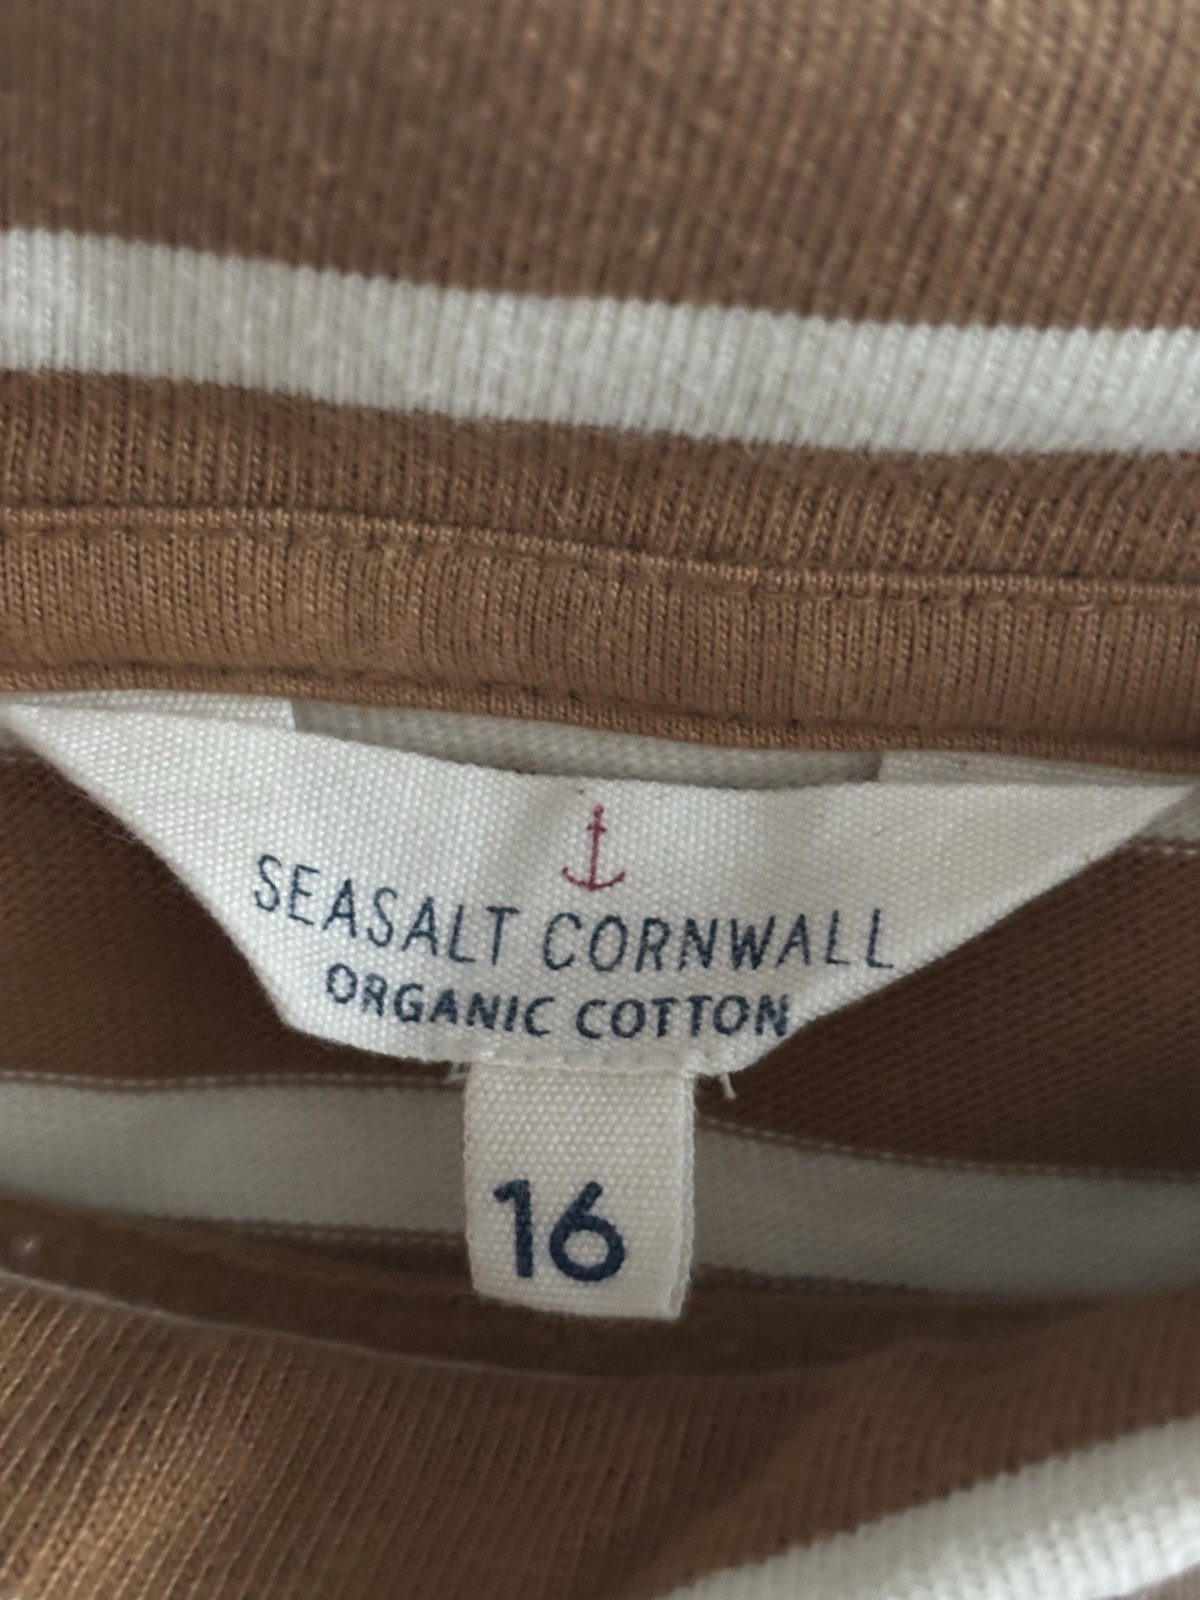 SEASALT CORNWALL
ORGANIC COTTON
16